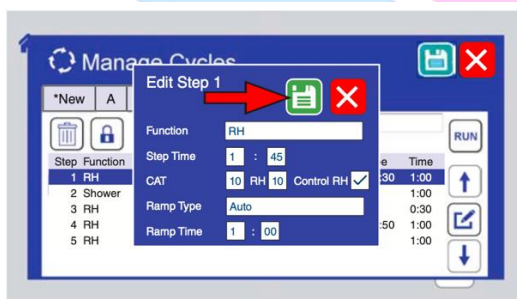 Manage Cycles
Edit Step 1
*New A
Function RH
RUN
Step Time 1 : 45
Step Function Time
CAT 10 RH 10 Control RH
1 RH :30 1:00
2 Shower 1:00
Ramp Type Auto
3 RH 0:30
4 RH :50 1:00
Ramp Time 1 : 00
5 RH 1:00